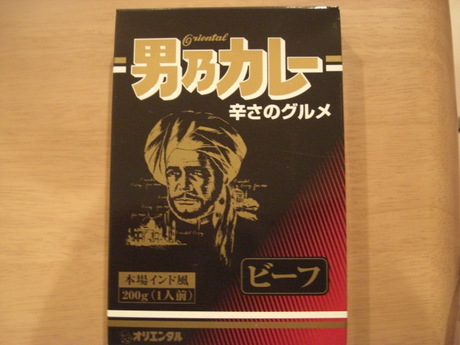 Oriental
男乃カレー
辛さのグルメ
本場インド風
200g(1人前)
ビーフ
オリエンタル